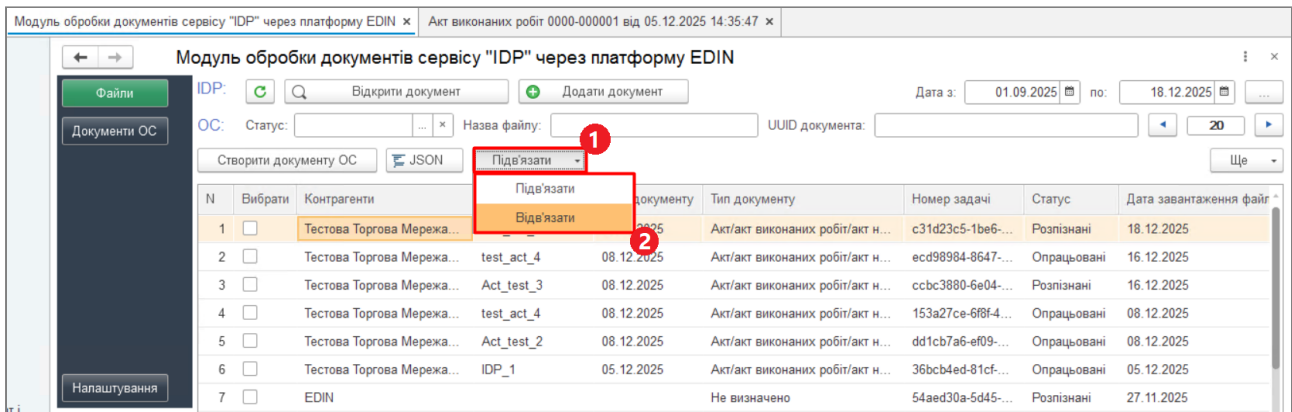 Модуль обробки документів сервісу "IDP" через платформу EDIN × Акт виконаних робіт 0000-000001 від 05.12.2025 14:35:47 ×
Модуль обробки документів сервісу "IDP" через платформу EDIN
Файли
Документи ОС
Налаштування
IDP: Відкрити документ Додати документ Дата з: 01.09.2025 по: 18.12.2025 ...
ОС: Статус: ... × Назва файлу: UUID документа: 20
1
Створити документу ОС JSON Підв'язати Ще
Підв'язати
Відв'язати
2
N Вибрати Контрагенти документу Тип документу Номер задачі Статус Дата завантаження файл
1 Тестова Торгова Мережа... Акт/акт виконаних робіт/акт н... c31d23c5-1be6-... Розпізнані 18.12.2025
2 Тестова Торгова Мережа... test_act_4 08.12.2025 Акт/акт виконаних робіт/акт н... ecd98984-8647-... Опрацьовані 16.12.2025
3 Тестова Торгова Мережа... Act_test_3 08.12.2025 Акт/акт виконаних робіт/акт н... ccbc3880-6e04-... Розпізнані 16.12.2025
4 Тестова Торгова Мережа... test_act_4 08.12.2025 Акт/акт виконаних робіт/акт н... 153a27ce-6f8f-4... Опрацьовані 08.12.2025
5 Тестова Торгова Мережа... Act_test_2 08.12.2025 Акт/акт виконаних робіт/акт н... dd1cb7a6-ef09-... Опрацьовані 08.12.2025
6 Тестова Торгова Мережа... IDP_1 05.12.2025 Акт/акт виконаних робіт/акт н... 36bcb4ed-81cf-... Опрацьовані 05.12.2025
7 EDIN Не визначено 54aed30a-5d45-... Розпізнані 27.11.2025